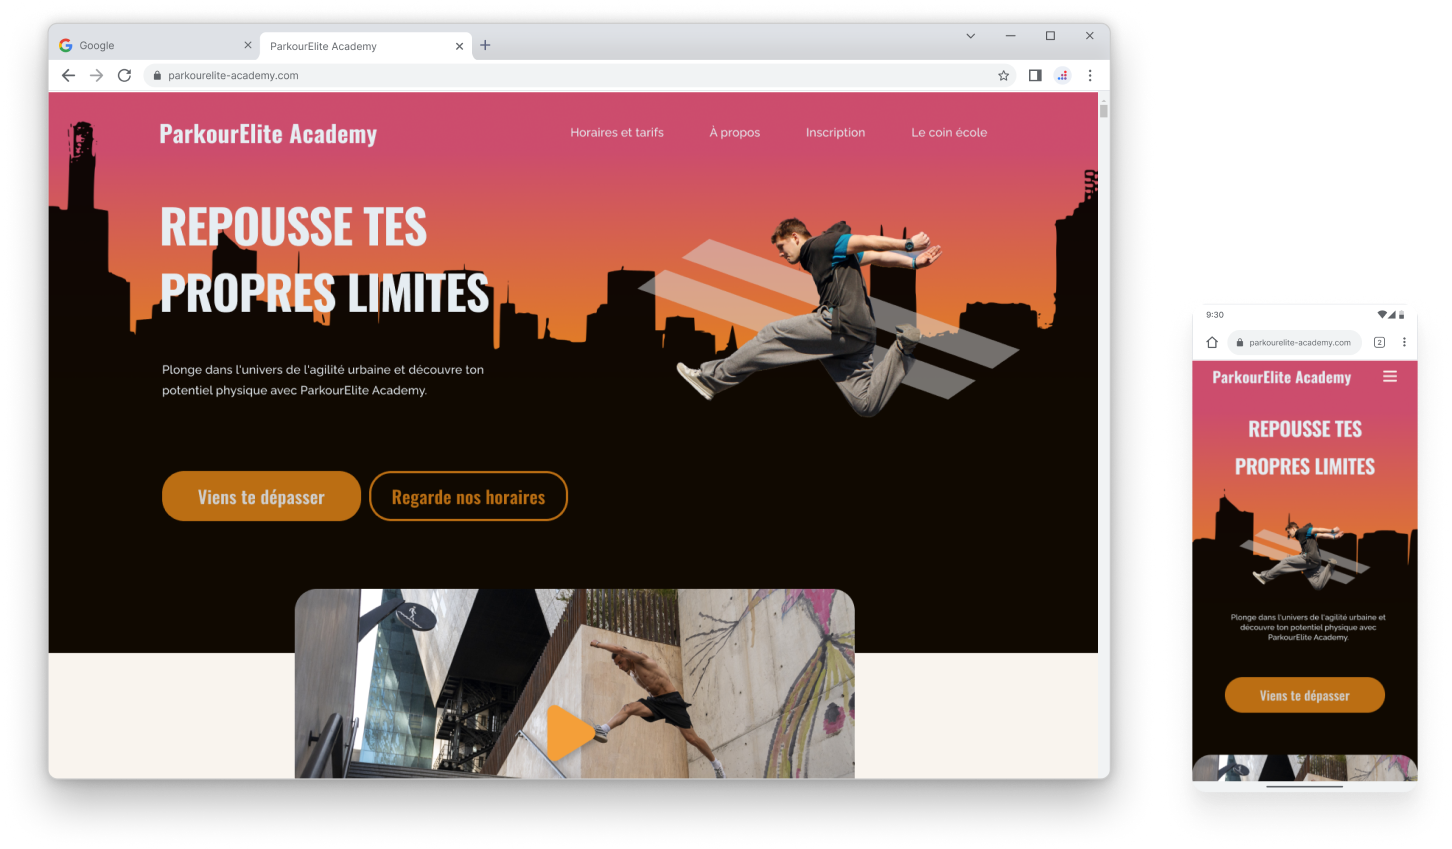 Google
ParkourElite Academy
parkourelite-academy.com
ParkourElite Academy
Horaires et tarifs
À propos
Inscription
Le coin école
REPOUSSE TES
PROPRES LIMITES
Plonge dans l'univers de l'agilité urbaine et découvre ton
potentiel physique avec ParkourElite Academy.
Viens te dépasser
Regarde nos horaires
9:30
parkourelite-academy.com
2
ParkourElite Academy
REPOUSSE TES
PROPRES LIMITES
Plonge dans l'univers de l'agilité urbaine et
découvre ton potentiel physique avec
ParkourElite Academy.
Viens te dépasser